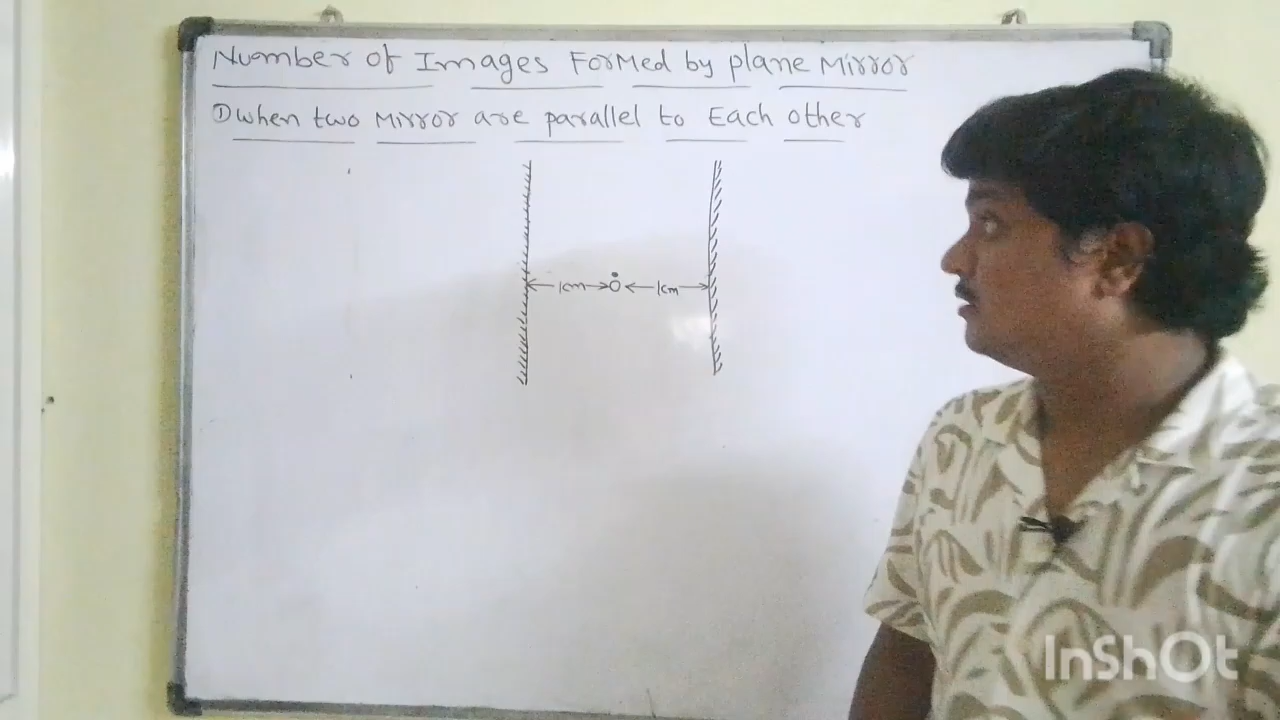 Number of Images Formed by plane Mirror
① when two Mirror are parallel to Each other
1cm O 1cm
InShOt